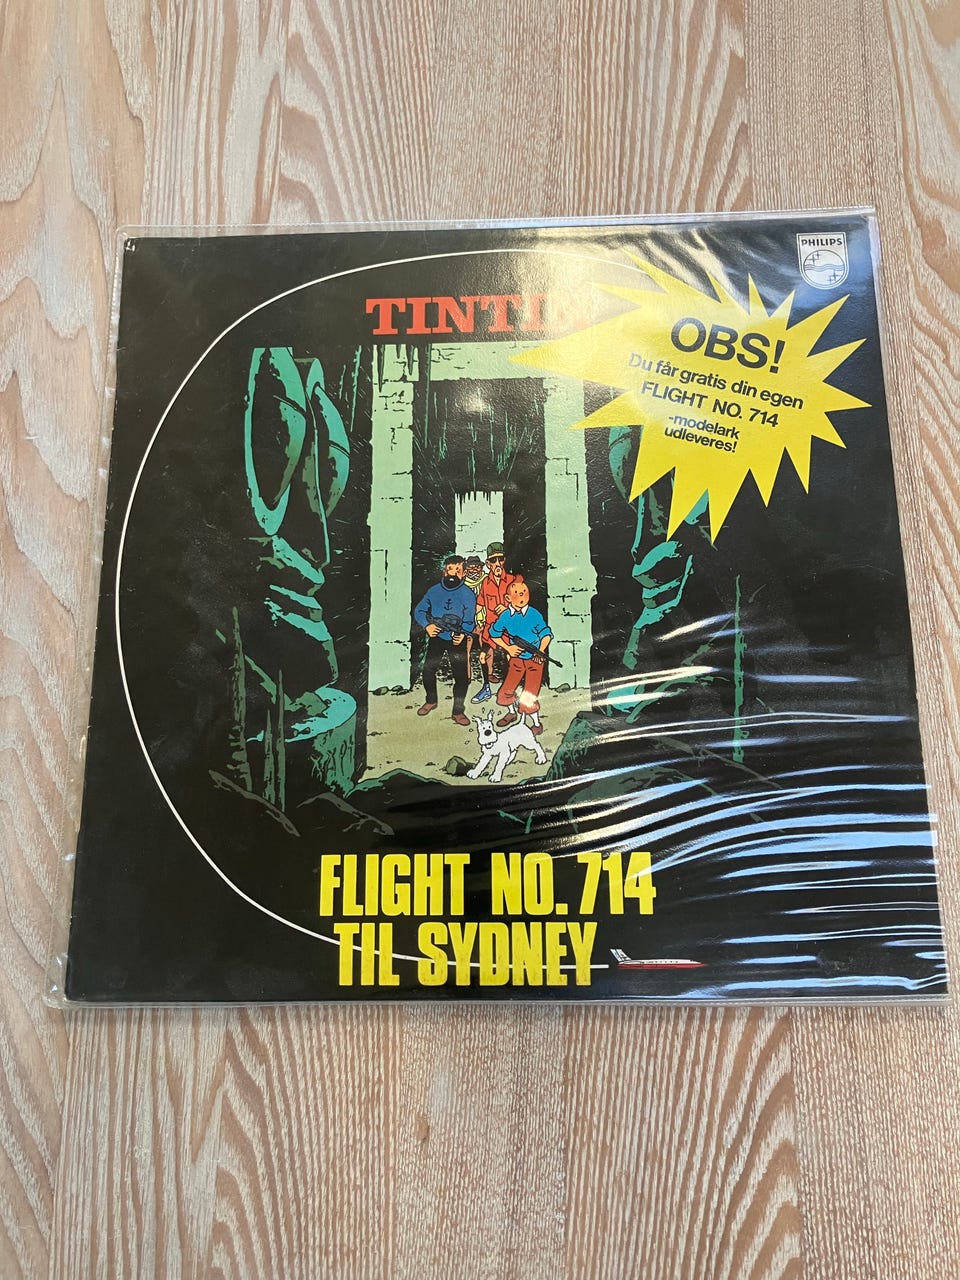 PHILIPS
TINTIN
OBS!
Du får gratis din egen
FLIGHT NO. 714
-modelark
udleveres!
FLIGHT NO. 714
TIL SYDNEY